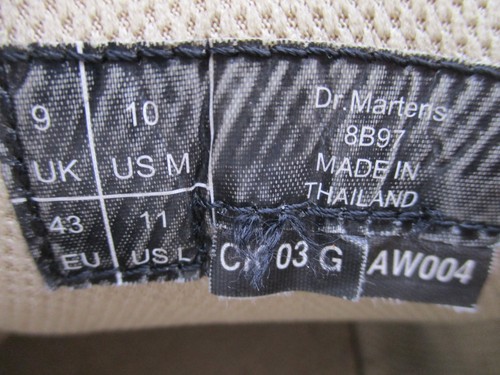 9
UK
10
US M
43
EU
11
US L
Dr.Martens
8B97
MADE IN
THAILAND
03 G
AW004